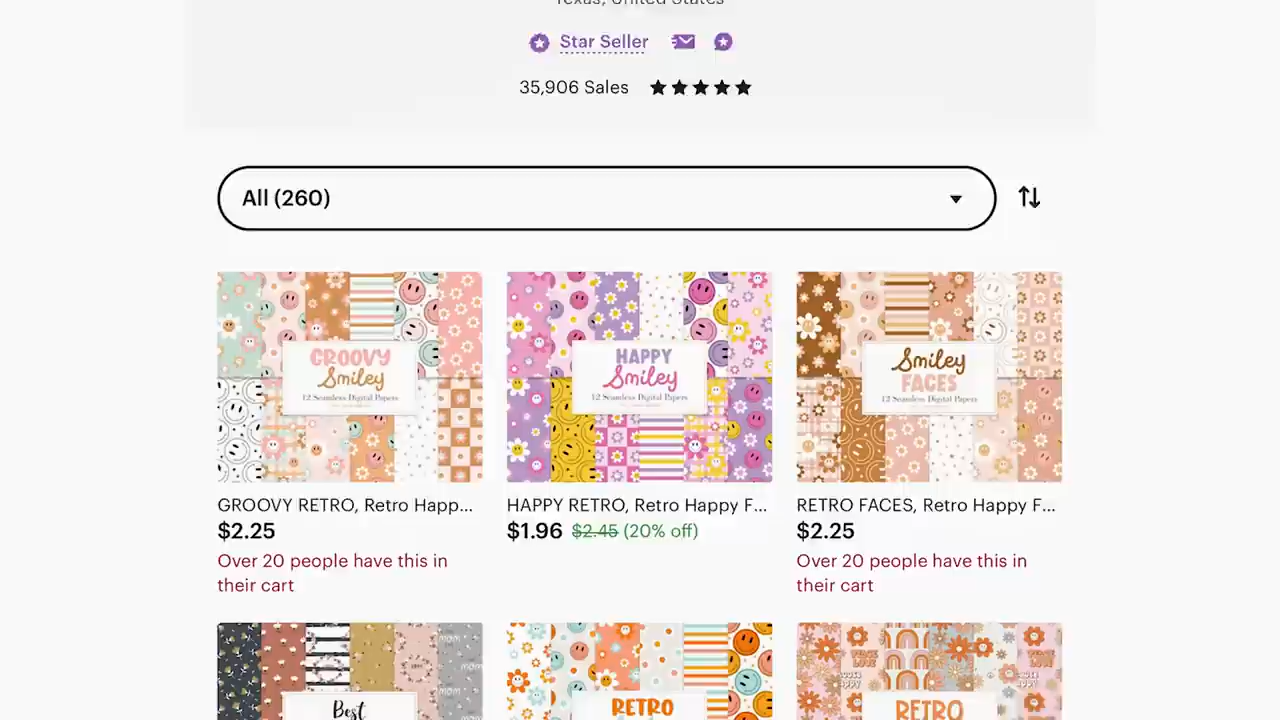 Texas, United States
Star Seller
35,906 Sales
All (260)
GROOVY
Smiley
12 Seamless Digital Papers
HAPPY
Smiley
12 Seamless Digital Papers
Smiley
FACES
12 Seamless Digital Papers
GROOVY RETRO, Retro Happ...
$2.25
Over 20 people have this in
their cart
HAPPY RETRO, Retro Happy F...
$1.96 $2.45 (20% off)
RETRO FACES, Retro Happy F...
$2.25
Over 20 people have this in
their cart
mom
mom
mom
Best
RETRO
RETRO